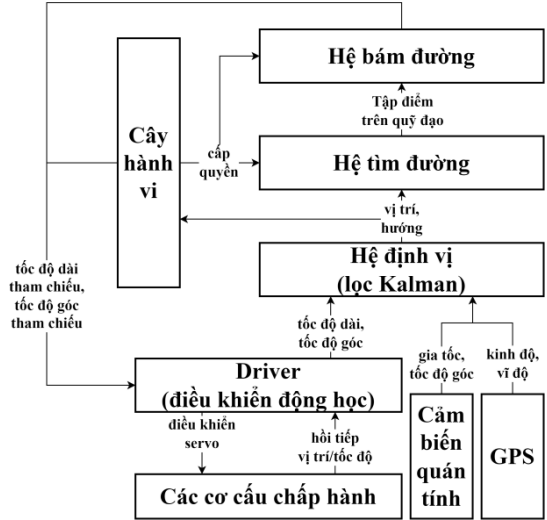 Hệ bám đường
Tập điểm
trên quỹ đạo
Cây
hành
vi
cấp
quyền
Hệ tìm đường
vị trí,
hướng
Hệ định vị
(lọc Kalman)
tốc độ dài
tham chiếu,
tốc độ góc
tham chiếu
tốc độ dài,
tốc độ góc
gia tốc,
tốc độ góc
kinh độ,
vĩ độ
Driver
(điều khiển động học)
điều khiển
servo
hồi tiếp
vị trí/tốc độ
Cảm
biến
quán
tính
GPS
Các cơ cấu chấp hành